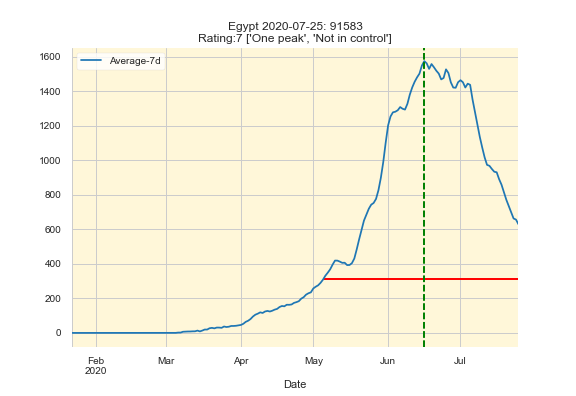 Egypt 2020-07-25: 91583
Rating:7 ['One peak', 'Not in control']
Average-7d
1600
1400
1200
1000
800
600
400
200
0
Feb
2020
Mar
Apr
May
Jun
Jul
Date